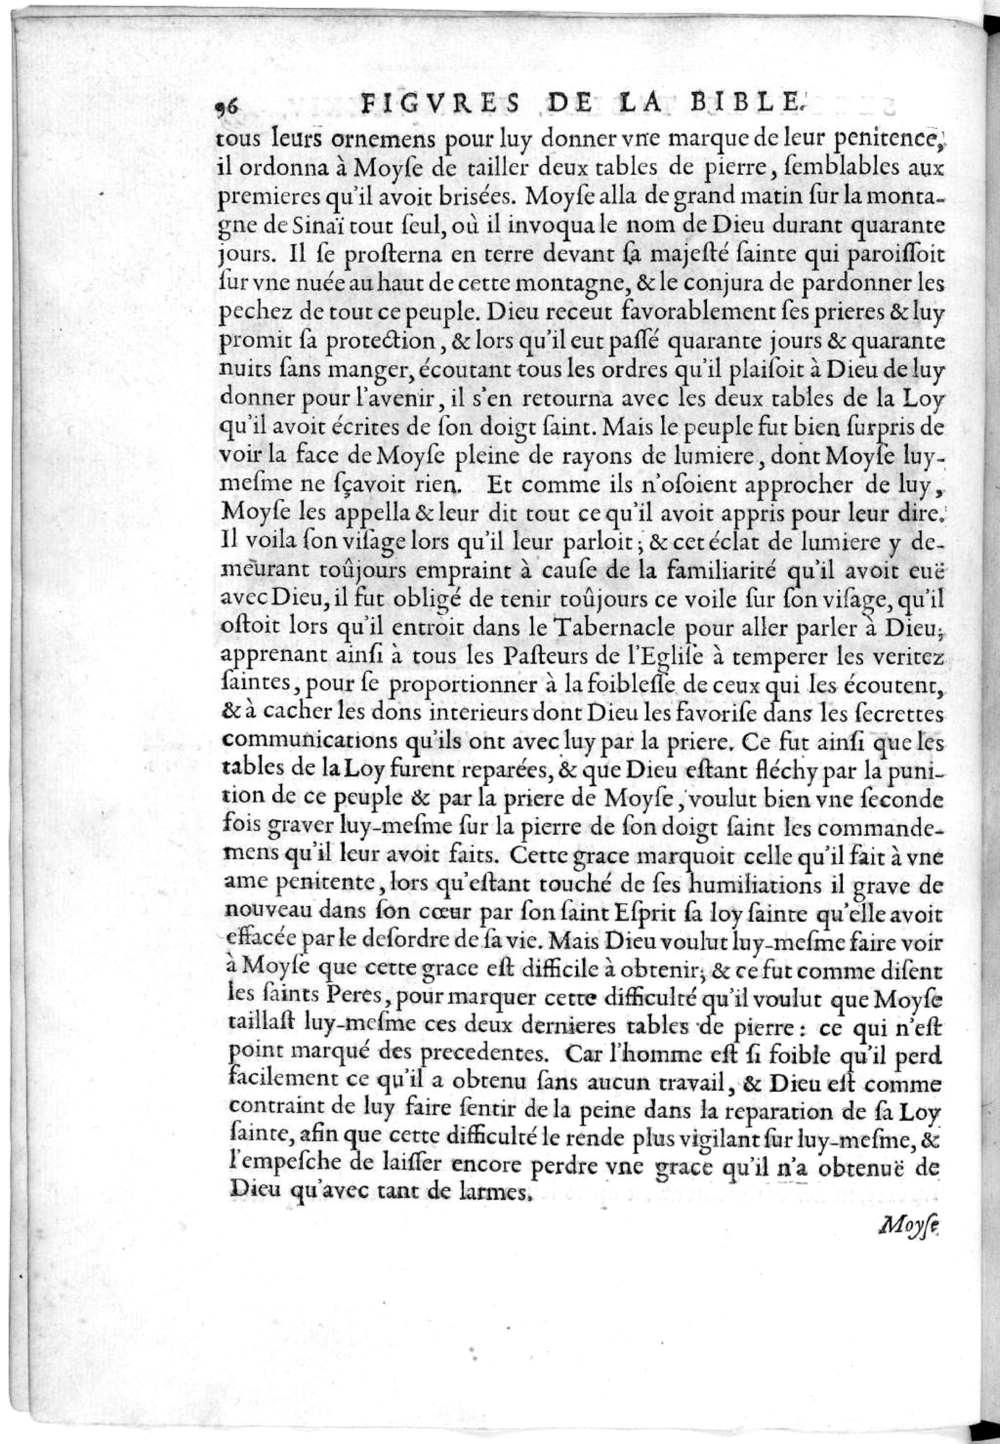 96 FIGVRES DE LA BIBLE.
tous leurs ornemens pour luy donner vne marque de leur penitence,
il ordonna à Moyſe de tailler deux tables de pierre, ſemblables aux
premieres qu'il avoit brisées. Moyſe alla de grand matin ſur la monta-
gne de Sinaï tout ſeul, où il invoqua le nom de Dieu durant quarante
jours. Il ſe proſterna en terre devant ſa majeſté ſainte qui paroiſſoit
ſur vne nuée au haut de cette montagne, & le conjura de pardonner les
pechez de tout ce peuple. Dieu receut favorablement ſes prieres & luy
promit ſa protection, & lors qu'il eut paſſé quarante jours & quarante
nuits ſans manger, écoutant tous les ordres qu'il plaiſoit à Dieu de luy
donner pour l'avenir, il s'en retourna avec les deux tables de la Loy
qu'il avoit écrites de ſon doigt ſaint. Mais le peuple fut bien ſurpris de
voir la face de Moyſe pleine de rayons de lumiere, dont Moyſe luy-
meſme ne ſçavoit rien. Et comme ils n'oſoient approcher de luy,
Moyſe les appella & leur dit tout ce qu'il avoit appris pour leur dire.
Il voila ſon viſage lors qu'il leur parloit; & cet éclat de lumiere y de-
meurant toûjours empraint à cauſe de la familiarité qu'il avoit euë
avec Dieu, il fut obligé de tenir toûjours ce voile ſur ſon viſage, qu'il
oſtoit lors qu'il entroit dans le Tabernacle pour aller parler à Dieu;
apprenant ainſi à tous les Paſteurs de l'Egliſe à temperer les veritez
ſaintes, pour ſe proportionner à la foibleſſe de ceux qui les écoutent,
& à cacher les dons interieurs dont Dieu les favoriſe dans les ſecrettes
communications qu'ils ont avec luy par la priere. Ce fut ainſi que les
tables de la Loy furent reparées, & que Dieu eſtant fléchy par la puni-
tion de ce peuple & par la priere de Moyſe, voulut bien vne ſeconde
fois graver luy-meſme ſur la pierre de ſon doigt ſaint les commande-
mens qu'il leur avoit faits. Cette grace marquoit celle qu'il fait à vne
ame penitente, lors qu'eſtant touché de ſes humiliations il grave de
nouveau dans ſon cœur par ſon ſaint Eſprit ſa loy ſainte qu'elle avoit
effacée par le deſordre de ſa vie. Mais Dieu voulut luy-meſme faire voir
à Moyſe que cette grace eſt difficile à obtenir; & ce fut comme diſent
les ſaints Peres, pour marquer cette difficulté qu'il voulut que Moyſe
taillaſt luy-meſme ces deux dernieres tables de pierre: ce qui n'eſt
point marqué des precedentes. Car l'homme eſt ſi foible qu'il perd
facilement ce qu'il a obtenu ſans aucun travail, & Dieu eſt comme
contraint de luy faire ſentir de la peine dans la reparation de ſa Loy
ſainte, afin que cette difficulté le rende plus vigilant ſur luy-meſme, &
l'empeſche de laiſſer encore perdre vne grace qu'il n'a obtenuë de
Dieu qu'avec tant de larmes.
Moyſe